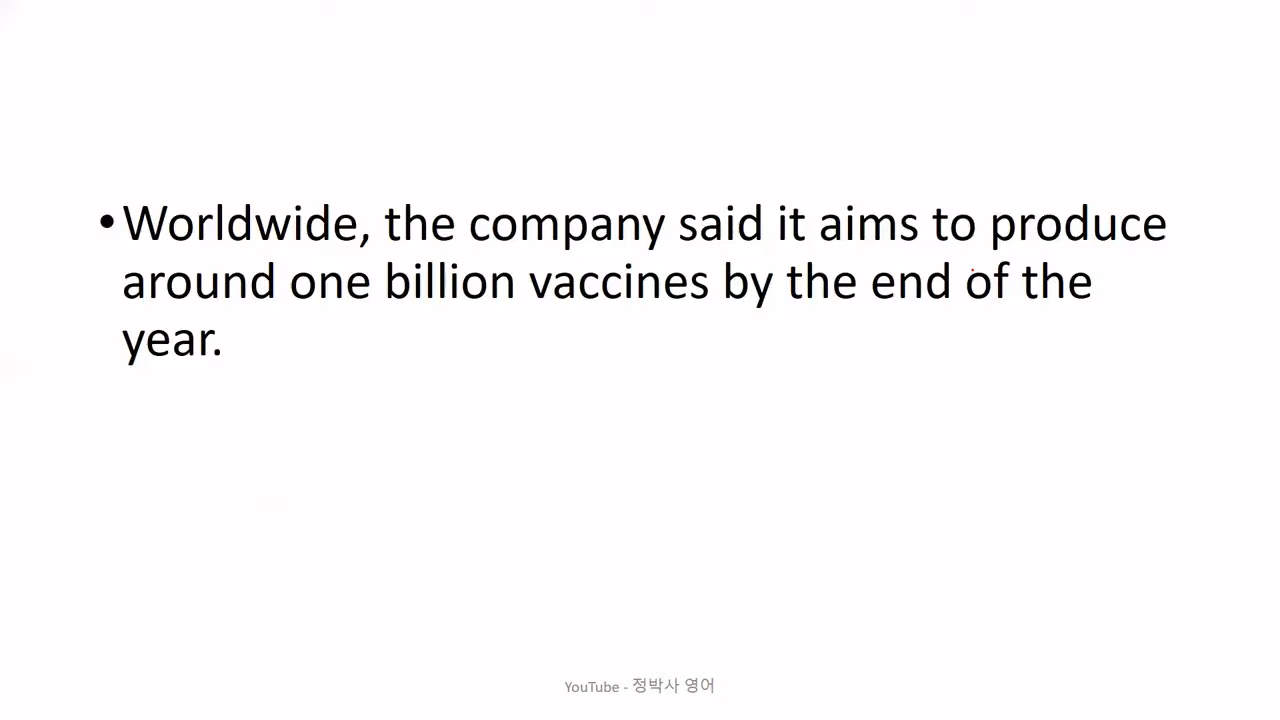 •Worldwide, the company said it aims to produce
around one billion vaccines by the end of the
year.
YouTube - 정박사 영어